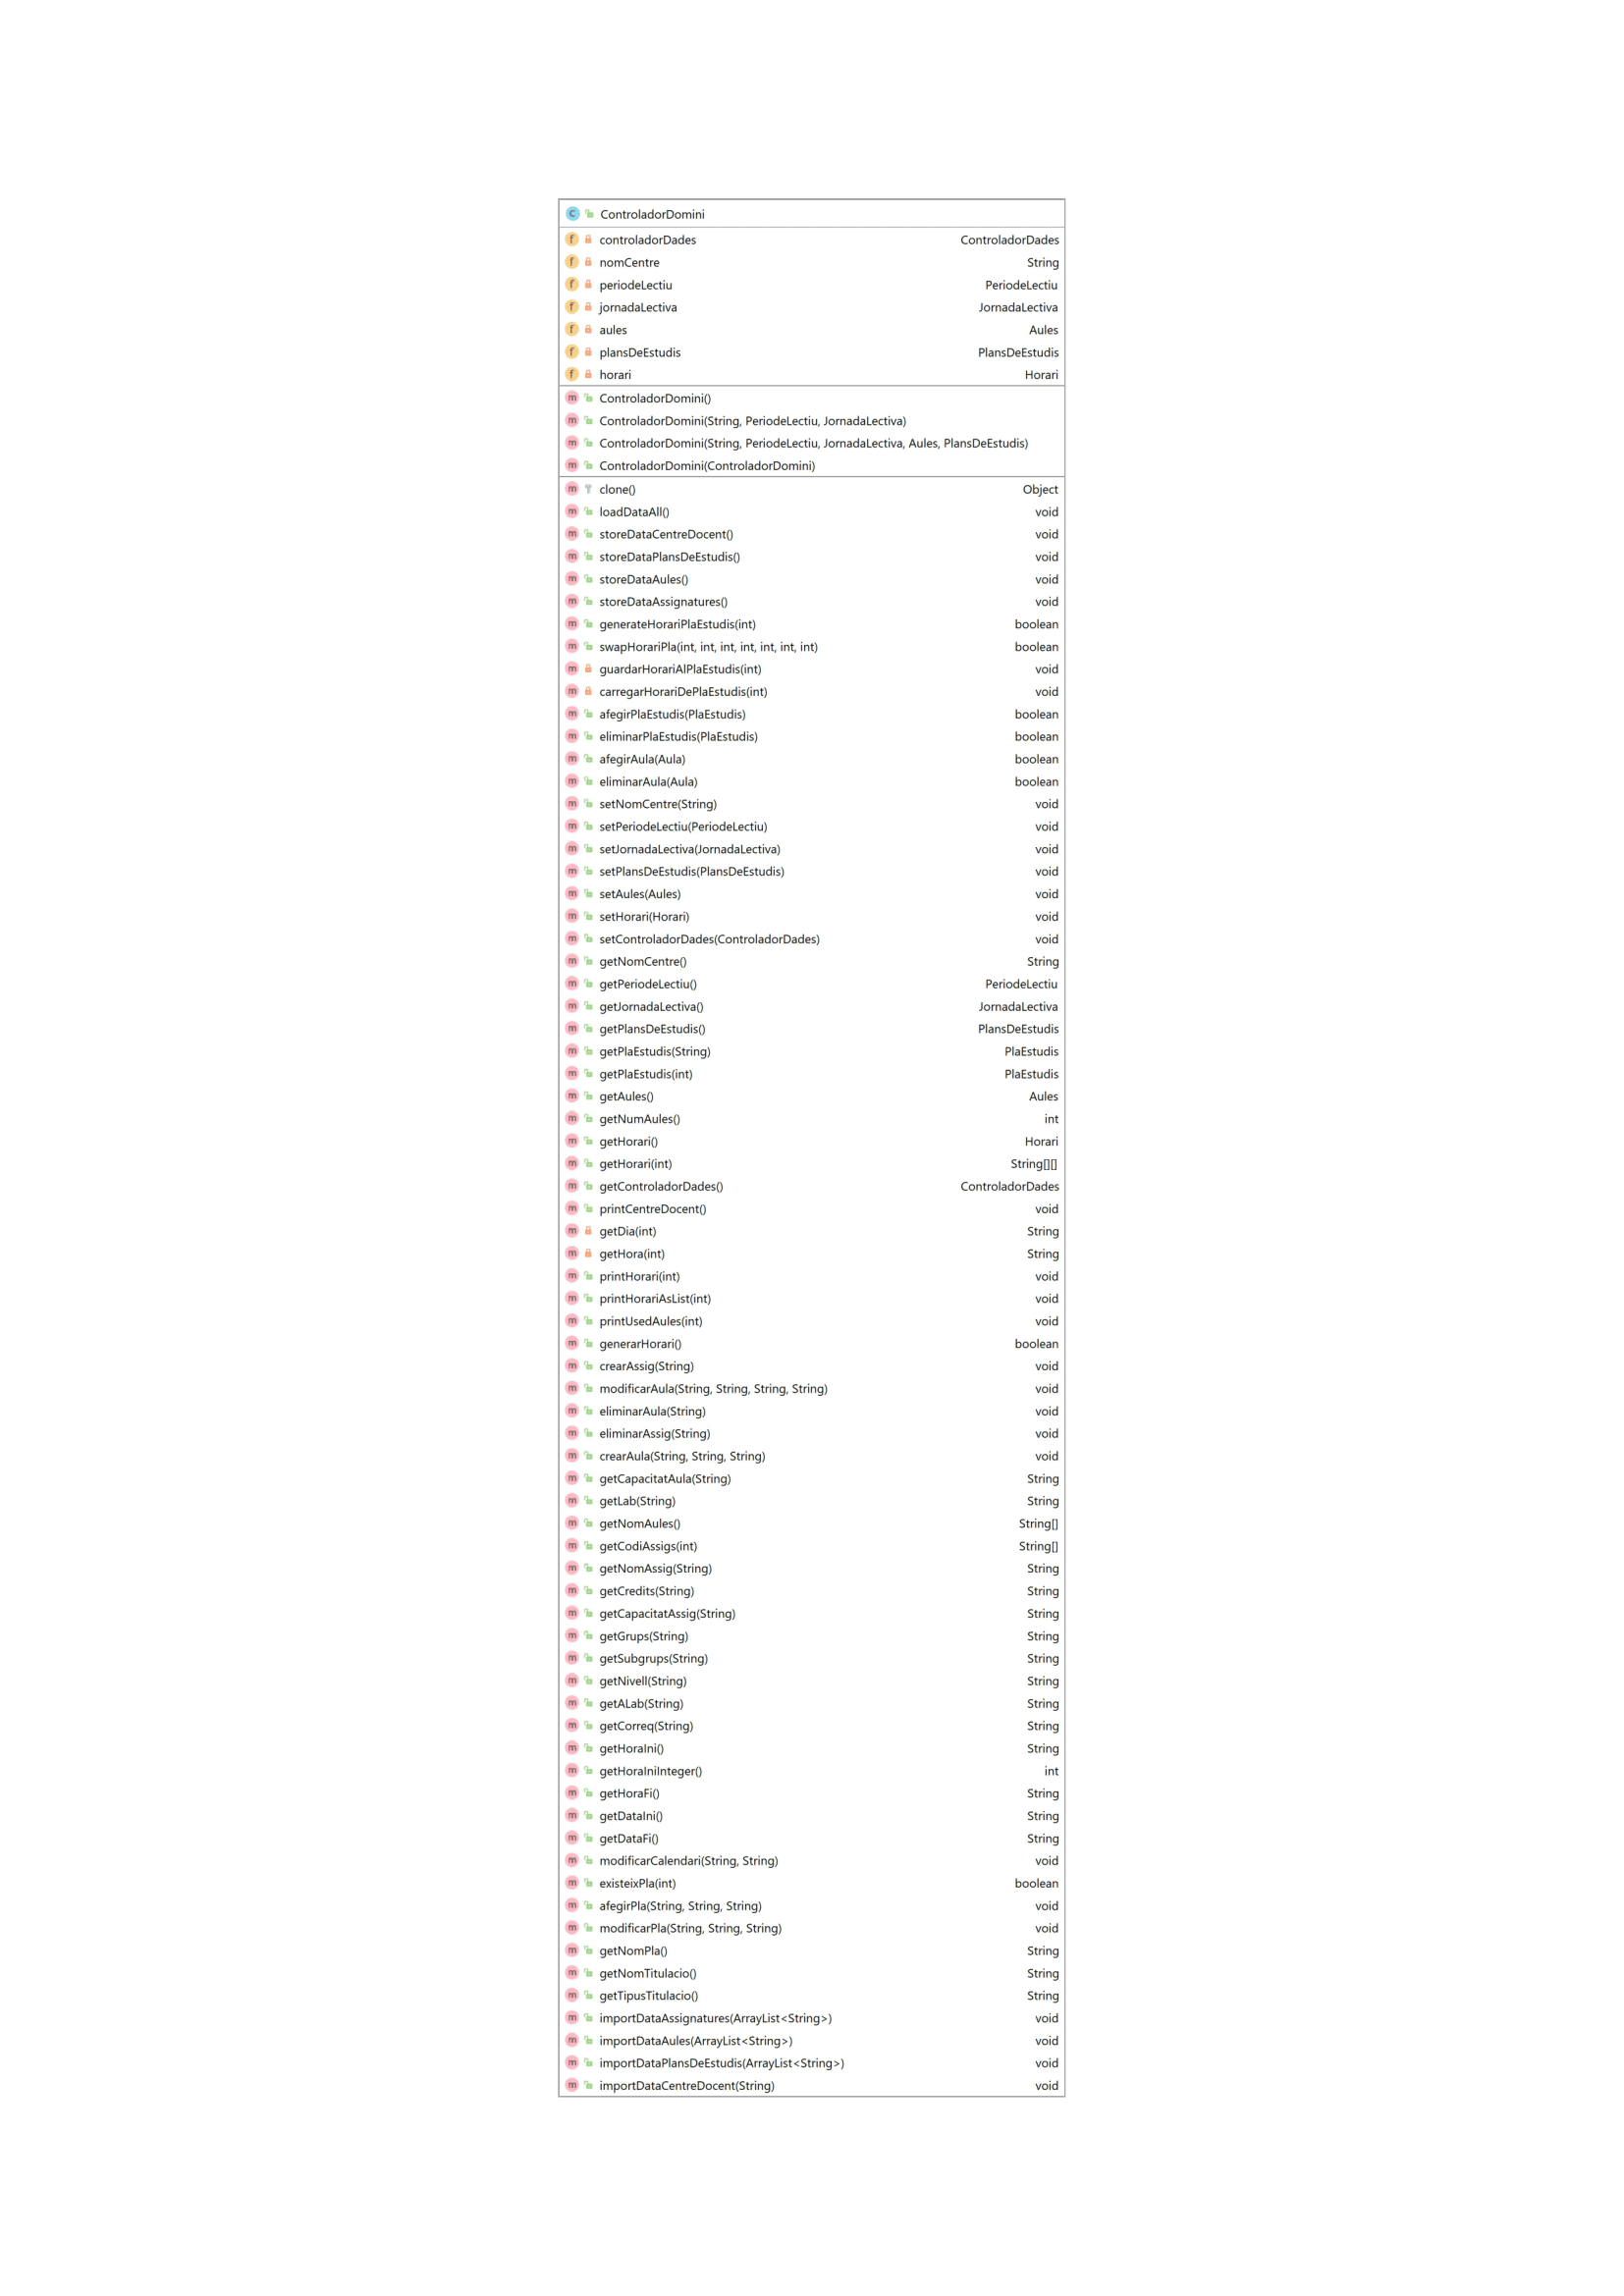 ControladorDomini
controladorDades ControladorDades
nomCentre String
periodeLectiu PeriodeLectiu
jornadaLectiva JornadaLectiva
aules Aules
plansDeEstudis PlansDeEstudis
horari Horari
ControladorDomini()
ControladorDomini(String, PeriodeLectiu, JornadaLectiva)
ControladorDomini(String, PeriodeLectiu, JornadaLectiva, Aules, PlansDeEstudis)
ControladorDomini(ControladorDomini)
clone() Object
loadDataAll() void
storeDataCentreDocent() void
storeDataPlansDeEstudis() void
storeDataAules() void
storeDataAssignatures() void
generateHorariPlaEstudis(int) boolean
swapHorariPla(int, int, int, int, int, int, int) boolean
guardarHorariAlPlaEstudis(int) void
carregarHorariDePlaEstudis(int) void
afegirPlaEstudis(PlaEstudis) boolean
eliminarPlaEstudis(PlaEstudis) boolean
afegirAula(Aula) boolean
eliminarAula(Aula) boolean
setNomCentre(String) void
setPeriodeLectiu(PeriodeLectiu) void
setJornadaLectiva(JornadaLectiva) void
setPlansDeEstudis(PlansDeEstudis) void
setAules(Aules) void
setHorari(Horari) void
setControladorDades(ControladorDades) void
getNomCentre() String
getPeriodeLectiu() PeriodeLectiu
getJornadaLectiva() JornadaLectiva
getPlansDeEstudis() PlansDeEstudis
getPlaEstudis(String) PlaEstudis
getPlaEstudis(int) PlaEstudis
getAules() Aules
getNumAules() int
getHorari() Horari
getHorari(int) String[][]
getControladorDades() ControladorDades
printCentreDocent() void
getDia(int) String
getHora(int) String
printHorari(int) void
printHorariAsList(int) void
printUsedAules(int) void
generarHorari() boolean
crearAssig(String) void
modificarAula(String, String, String, String) void
eliminarAula(String) void
eliminarAssig(String) void
crearAula(String, String, String) void
getCapacitatAula(String) String
getLab(String) String
getNomAules() String[]
getCodiAssigs(int) String[]
getNomAssig(String) String
getCredits(String) String
getCapacitatAssig(String) String
getGrups(String) String
getSubgrups(String) String
getNivell(String) String
getALab(String) String
getCorreq(String) String
getHoraIni() String
getHoraIniInteger() int
getHoraFi() String
getDataIni() String
getDataFi() String
modificarCalendari(String, String) void
existeixPla(int) boolean
afegirPla(String, String, String) void
modificarPla(String, String, String) void
getNomPla() String
getNomTitulacio() String
getTipusTitulacio() String
importDataAssignatures(ArrayList<String>) void
importDataAules(ArrayList<String>) void
importDataPlansDeEstudis(ArrayList<String>) void
importDataCentreDocent(String) void